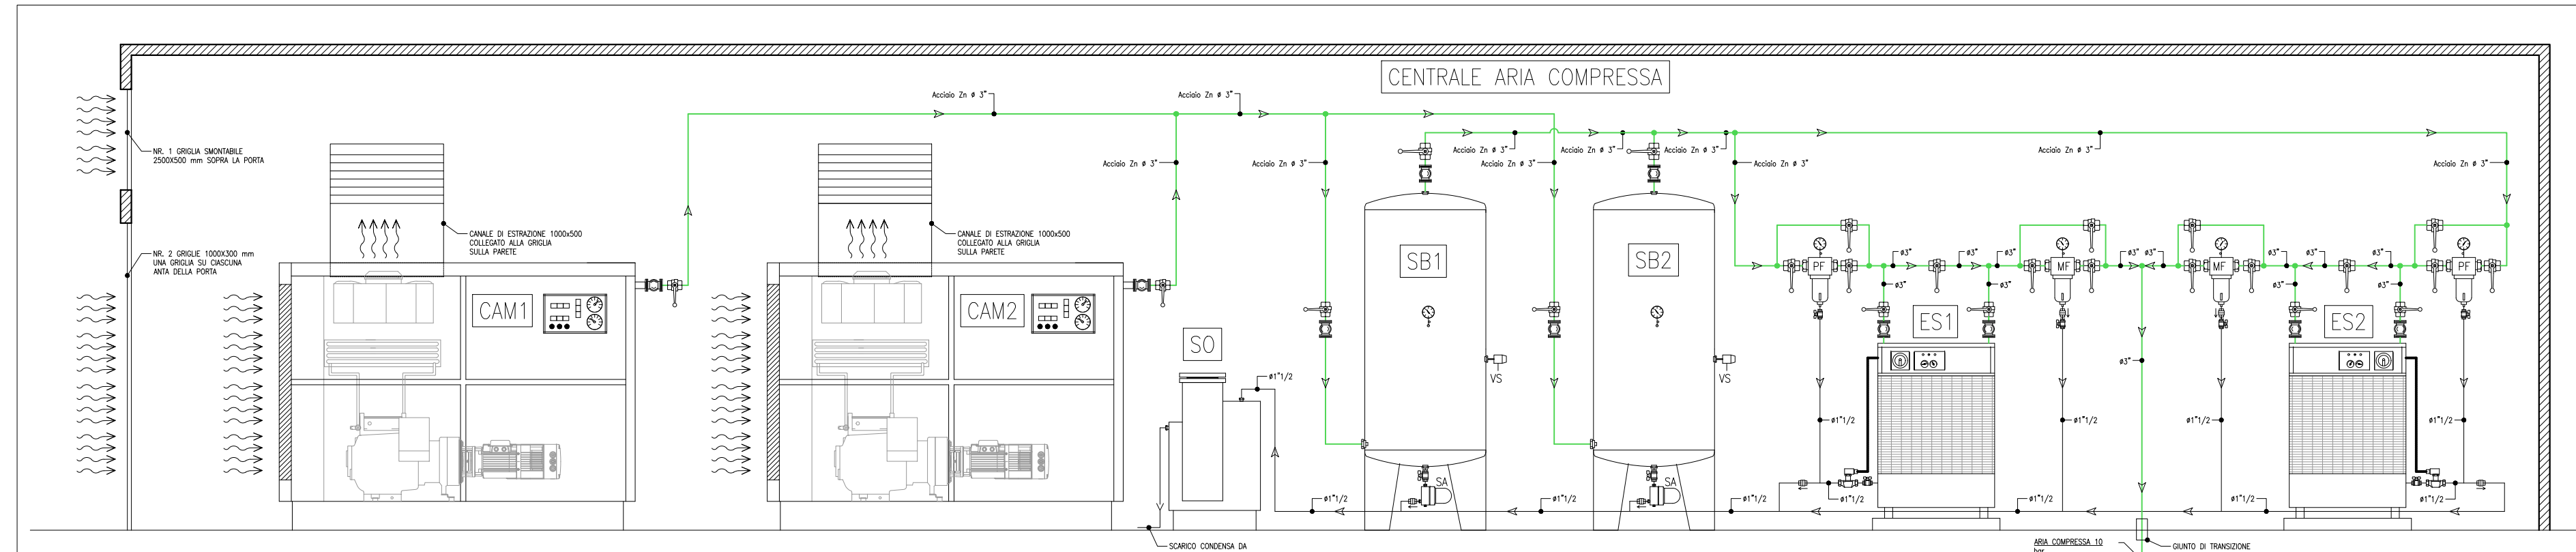 CENTRALE ARIA COMPRESSA
Acciaio Zn ø 3"
Acciaio Zn ø 3"
NR. 1 GRIGLIA SMONTABILE
2500X500 mm SOPRA LA PORTA
Acciaio Zn ø 3"
Acciaio Zn ø 3"
Acciaio Zn ø 3"
Acciaio Zn ø 3"
Acciaio Zn ø 3"
Acciaio Zn ø 3"
Acciaio Zn ø 3"
Acciaio Zn ø 3"
Acciaio Zn ø 3"
CANALE DI ESTRAZIONE 1000x500
COLLEGATO ALLA GRIGLIA
SULLA PARETE
CANALE DI ESTRAZIONE 1000x500
COLLEGATO ALLA GRIGLIA
SULLA PARETE
NR. 2 GRIGLIE 1000X300 mm
UNA GRIGLIA SU CIASCUNA
ANTA DELLA PORTA
SB1
SB2
ø3"
ø3"
ø3"
ø3"
ø3"
ø3"
ø3"
ø3"
PF
MF
MF
PF
ø3"
ø3"
ø3"
ø3"
CAM1
CAM2
ES1
ES2
SO
ø3"
VS
VS
ø1"1/2
ø1"1/2
ø1"1/2
ø1"1/2
ø1"1/2
SA
SA
ø1"1/2
ø1"1/2
ø1"1/2
ø1"1/2
ø1"1/2
ø1"1/2
ø1"1/2
SCARICO CONDENSA DA
ARIA COMPRESSA 10
bar
GIUNTO DI TRANSIZIONE